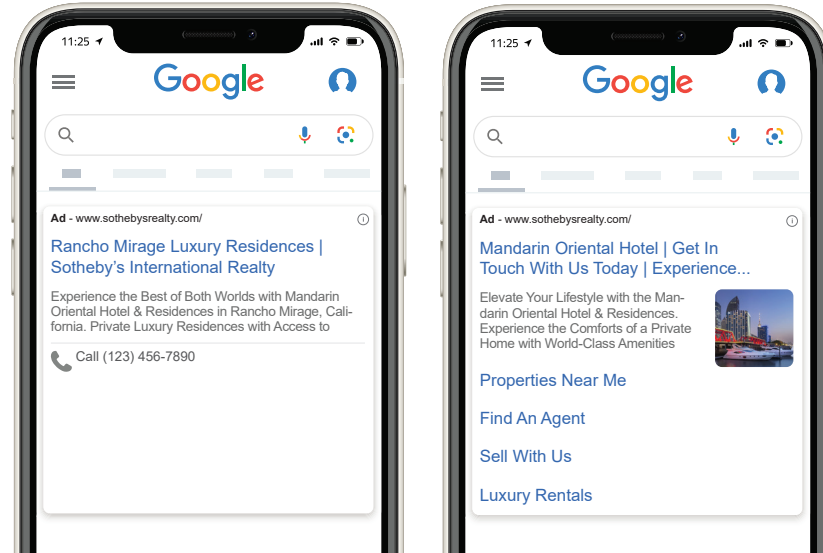 11:25
Google
Ad - www.sothebysrealty.com/
Rancho Mirage Luxury Residences |
Sotheby’s International Realty
Experience the Best of Both Worlds with Mandarin
Oriental Hotel & Residences in Rancho Mirage, Cali-
fornia. Private Luxury Residences with Access to
Call (123) 456-7890
11:25
Google
Ad - www.sothebysrealty.com/
Mandarin Oriental Hotel | Get In
Touch With Us Today | Experience...
Elevate Your Lifestyle with the Man-
darin Oriental Hotel & Residences.
Experience the Comforts of a Private
Home with World-Class Amenities
Properties Near Me
Find An Agent
Sell With Us
Luxury Rentals